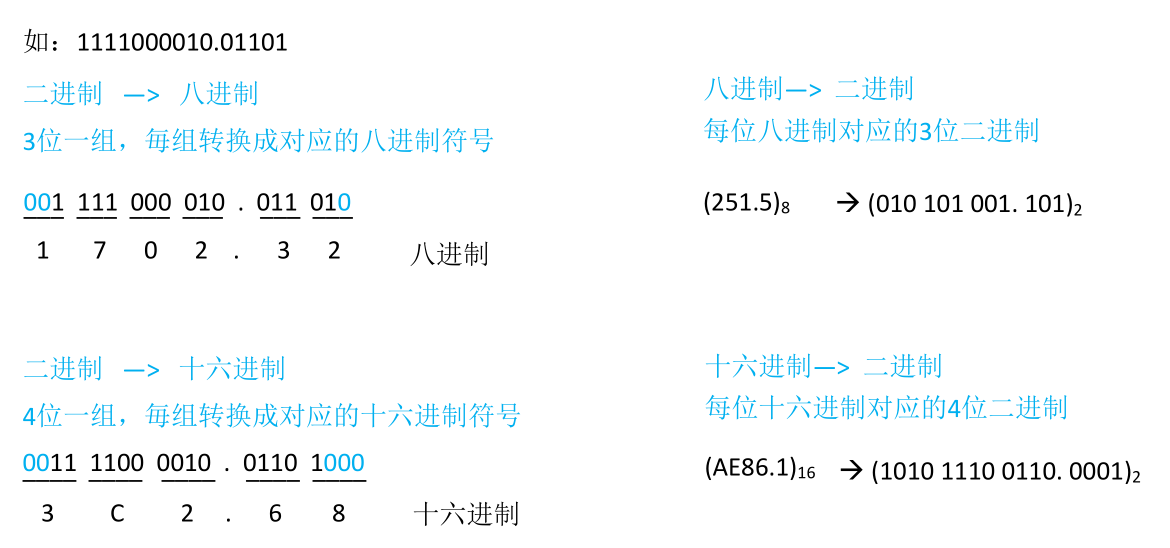 如：1111000010.01101
二进制 —> 八进制
3位一组，每组转换成对应的八进制符号
001 111 000 010 . 011 010
1 7 0 2 . 3 2 八进制
八进制—> 二进制
每位八进制对应的3位二进制
(251.5)8 → (010 101 001. 101)2
二进制 —> 十六进制
4位一组，每组转换成对应的十六进制符号
0011 1100 0010 . 0110 1000
3 C 2 . 6 8 十六进制
十六进制—> 二进制
每位十六进制对应的4位二进制
(AE86.1)16 → (1010 1110 0110. 0001)2